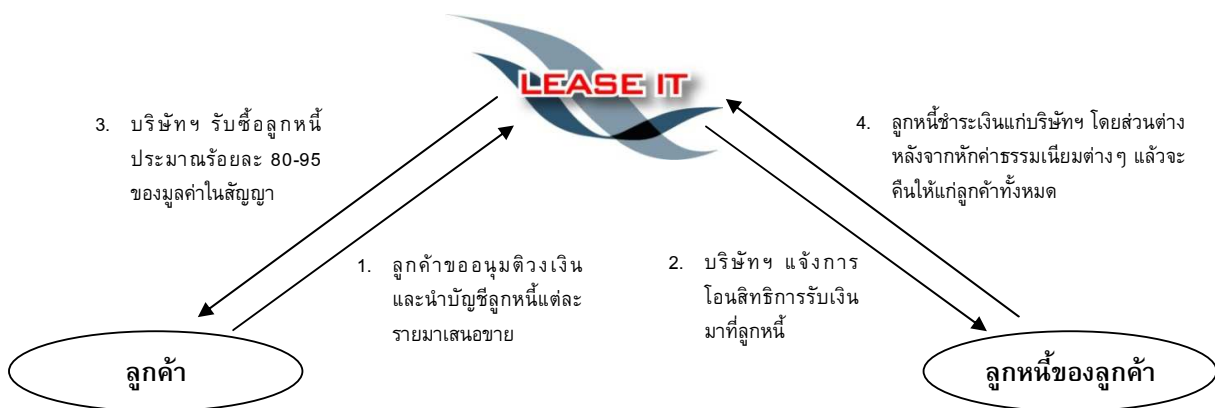 LEASE IT
3. บริษัทฯ รับซื้อลูกหนี้
ประมาณร้อยละ 80-95
ของมูลค่าในสัญญา
4. ลูกหนี้ชำระเงินแก่บริษัทฯ โดยส่วนต่าง
หลังจากหักค่าธรรมเนียมต่างๆ แล้วจะ
คืนให้แก่ลูกค้าทั้งหมด
1. ลูกค้าขออนุมติวงเงิน
และนำบัญชีลูกหนี้แต่ละ
รายมาเสนอขาย
2. บริษัทฯ แจ้งการ
โอนสิทธิการรับเงิน
มาที่ลูกหนี้
ลูกค้า
ลูกหนี้ของลูกค้า